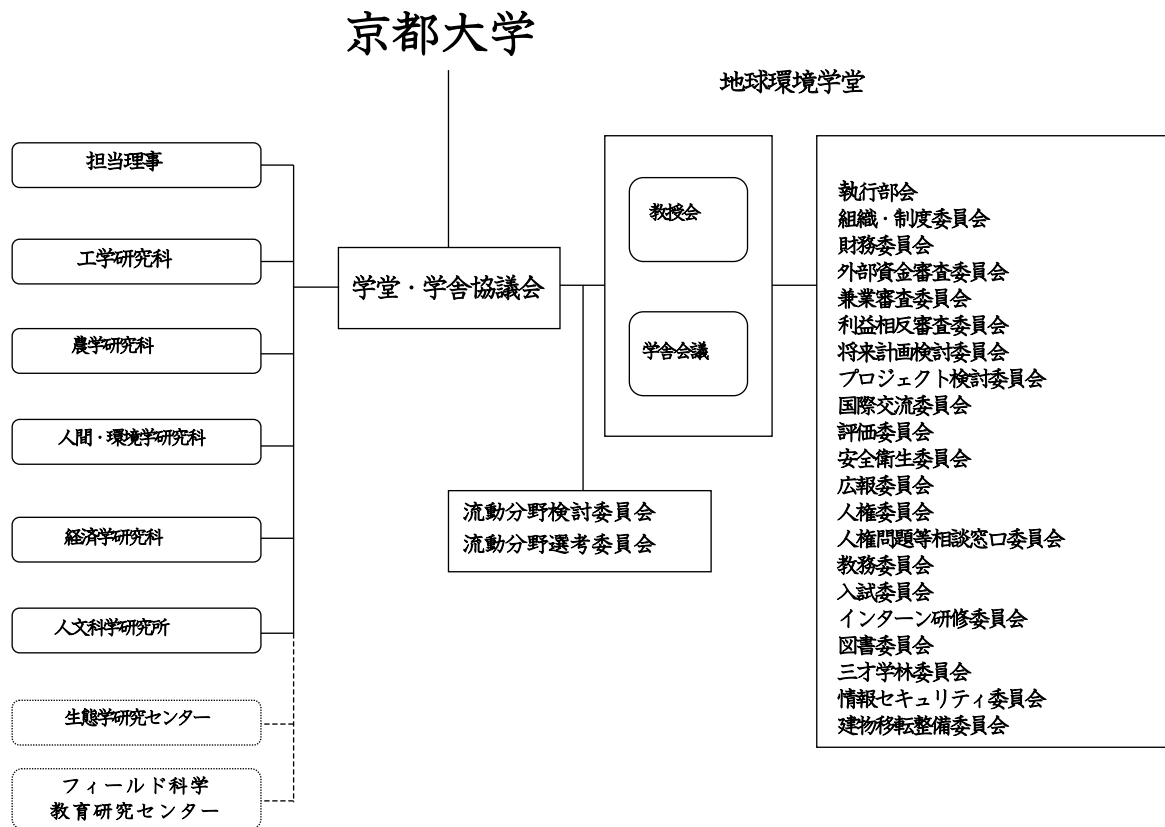 京都大学
地球環境学堂
担当理事
工学研究科
農学研究科
人間・環境学研究科
経済学研究科
人文科学研究所
生態学研究センター
フィールド科学
教育研究センター
学堂・学舎協議会
教授会
学舎会議
流動分野検討委員会
流動分野選考委員会
執行部会
組織・制度委員会
財務委員会
外部資金審査委員会
兼業審査委員会
利益相反審査委員会
将来計画検討委員会
プロジェクト検討委員会
国際交流委員会
評価委員会
安全衛生委員会
広報委員会
人権委員会
人権問題等相談窓口委員会
教務委員会
入試委員会
インターン研修委員会
図書委員会
三才学林委員会
情報セキュリティ委員会
建物移転整備委員会